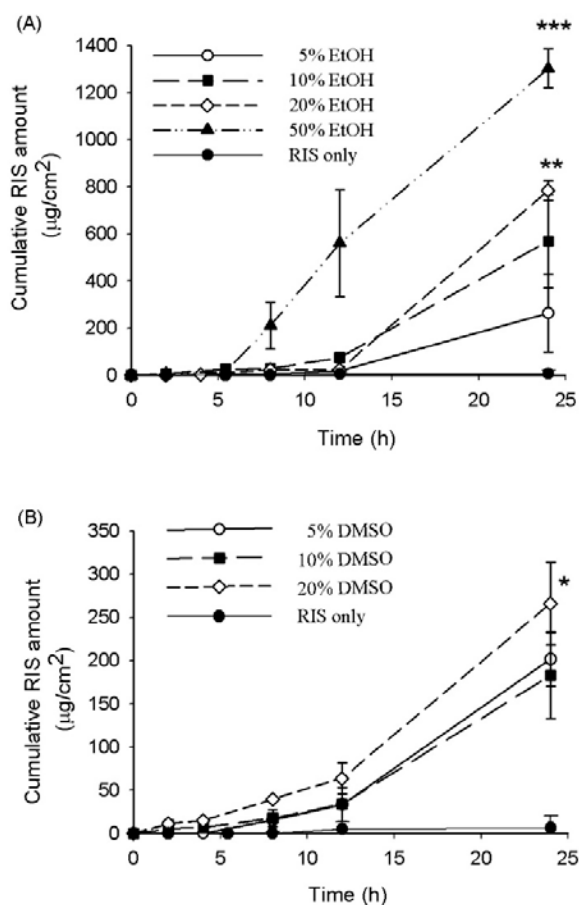 (A)
***
1400
5% EtOH
10% EtOH
1200
20% EtOH
50% EtOH
1000
RIS only
**
800
600
400
200
0
Cumulative RIS amount
(μg/cm²)
0 5 10 15 20 25
Time (h)
(B)
350
5% DMSO
10% DMSO
300
20% DMSO
*
RIS only
250
200
150
100
50
0
Cumulative RIS amount
(μg/cm²)
0 5 10 15 20 25
Time (h)